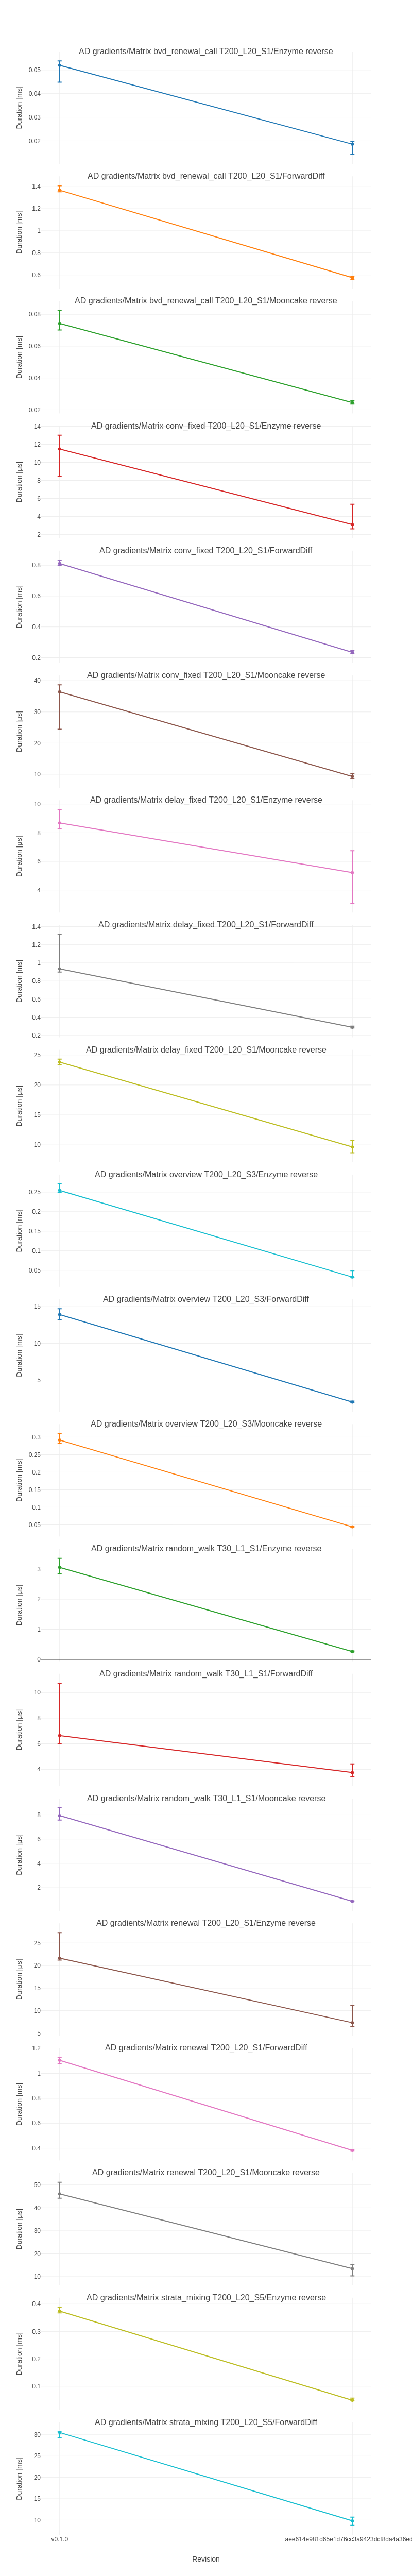 AD gradients/Matrix bvd_renewal_call T200_L20_S1/Enzyme reverse
Duration [ms]
0.05
0.04
0.03
0.02
AD gradients/Matrix bvd_renewal_call T200_L20_S1/ForwardDiff
Duration [ms]
1.4
1.2
1
0.8
0.6
AD gradients/Matrix bvd_renewal_call T200_L20_S1/Mooncake reverse
Duration [ms]
0.08
0.06
0.04
0.02
AD gradients/Matrix conv_fixed T200_L20_S1/Enzyme reverse
Duration [µs]
14
12
10
8
6
4
2
AD gradients/Matrix conv_fixed T200_L20_S1/ForwardDiff
Duration [ms]
0.8
0.6
0.4
0.2
AD gradients/Matrix conv_fixed T200_L20_S1/Mooncake reverse
Duration [µs]
40
30
20
10
AD gradients/Matrix delay_fixed T200_L20_S1/Enzyme reverse
Duration [µs]
10
8
6
4
AD gradients/Matrix delay_fixed T200_L20_S1/ForwardDiff
Duration [ms]
1.4
1.2
1
0.8
0.6
0.4
0.2
AD gradients/Matrix delay_fixed T200_L20_S1/Mooncake reverse
Duration [µs]
25
20
15
10
AD gradients/Matrix overview T200_L20_S3/Enzyme reverse
Duration [ms]
0.25
0.2
0.15
0.1
0.05
AD gradients/Matrix overview T200_L20_S3/ForwardDiff
Duration [ms]
15
10
5
AD gradients/Matrix overview T200_L20_S3/Mooncake reverse
Duration [ms]
0.3
0.25
0.2
0.15
0.1
0.05
AD gradients/Matrix random_walk T30_L1_S1/Enzyme reverse
Duration [µs]
3
2
1
0
AD gradients/Matrix random_walk T30_L1_S1/ForwardDiff
Duration [µs]
10
8
6
4
AD gradients/Matrix random_walk T30_L1_S1/Mooncake reverse
Duration [µs]
8
6
4
2
AD gradients/Matrix renewal T200_L20_S1/Enzyme reverse
Duration [µs]
25
20
15
10
5
AD gradients/Matrix renewal T200_L20_S1/ForwardDiff
Duration [ms]
1.2
1
0.8
0.6
0.4
AD gradients/Matrix renewal T200_L20_S1/Mooncake reverse
Duration [µs]
50
40
30
20
10
AD gradients/Matrix strata_mixing T200_L20_S5/Enzyme reverse
Duration [ms]
0.4
0.3
0.2
0.1
AD gradients/Matrix strata_mixing T200_L20_S5/ForwardDiff
Duration [ms]
30
25
20
15
10
v0.1.0
aee614e981d65e1d76cc3a9423dcf8da4a36ec
Revision